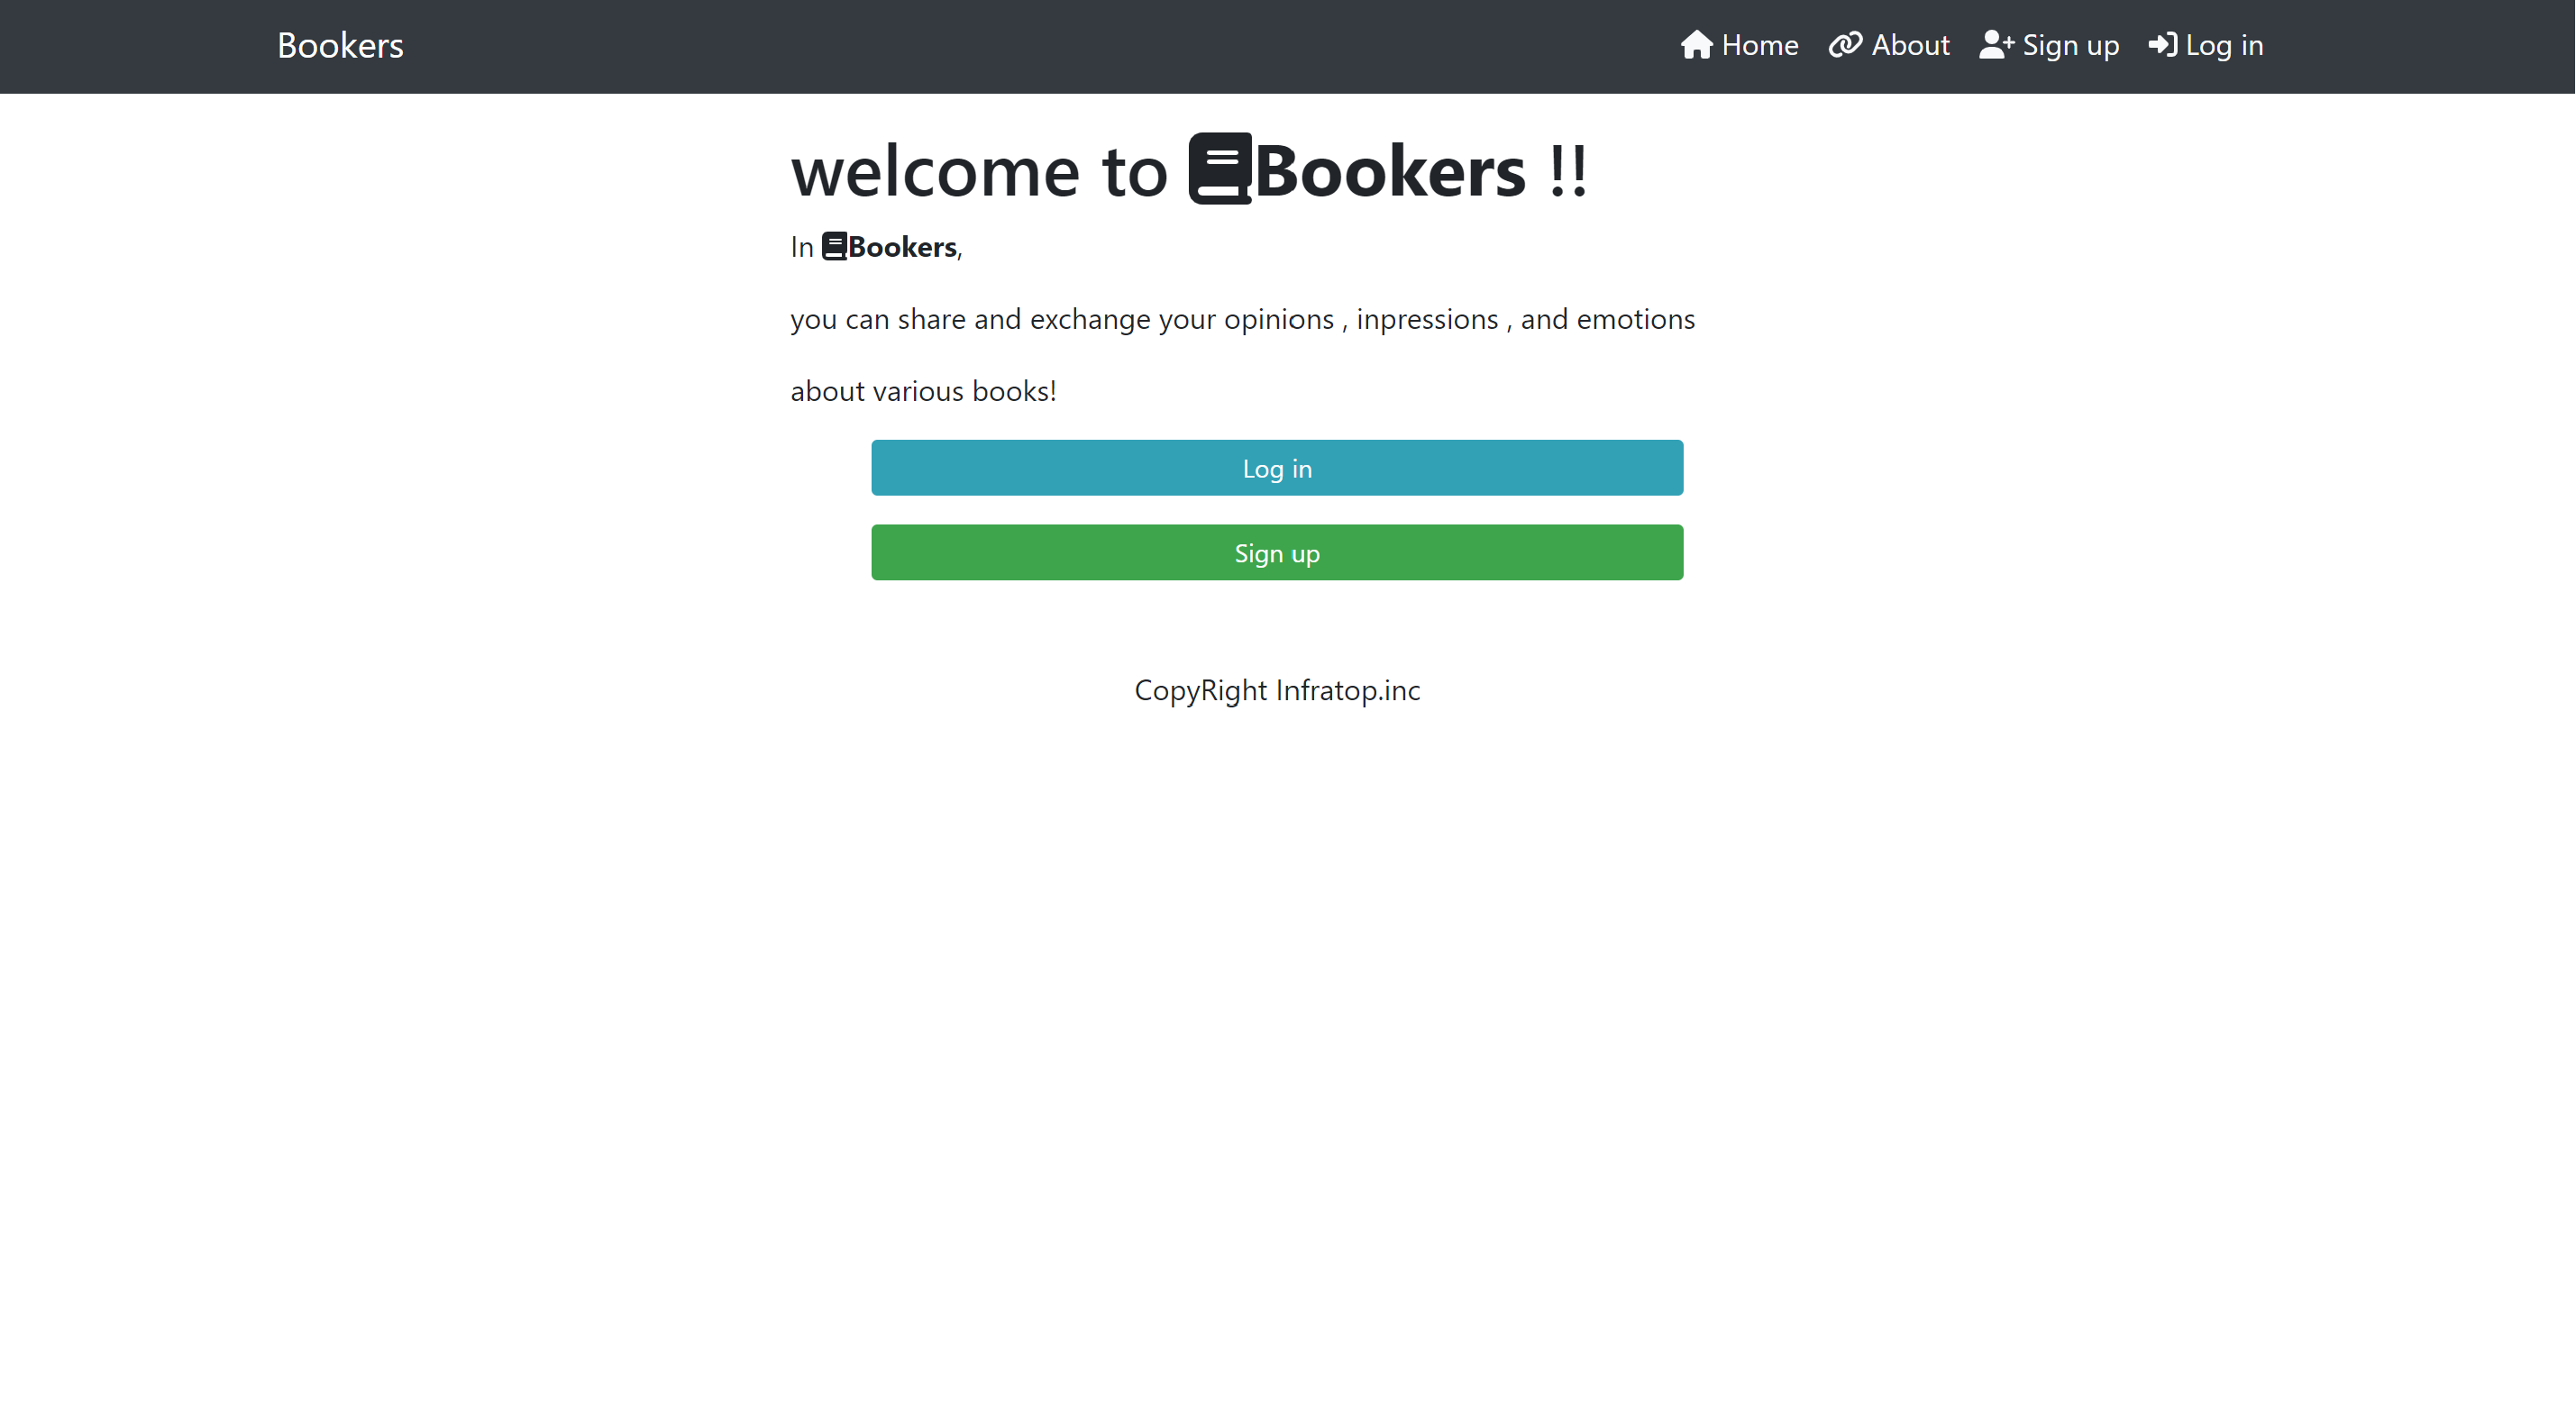 Bookers
Home About Sign up Log in
welcome to Bookers !!
In Bookers,
you can share and exchange your opinions , inpressions , and emotions
about various books!
Log in
Sign up
CopyRight Infratop.inc